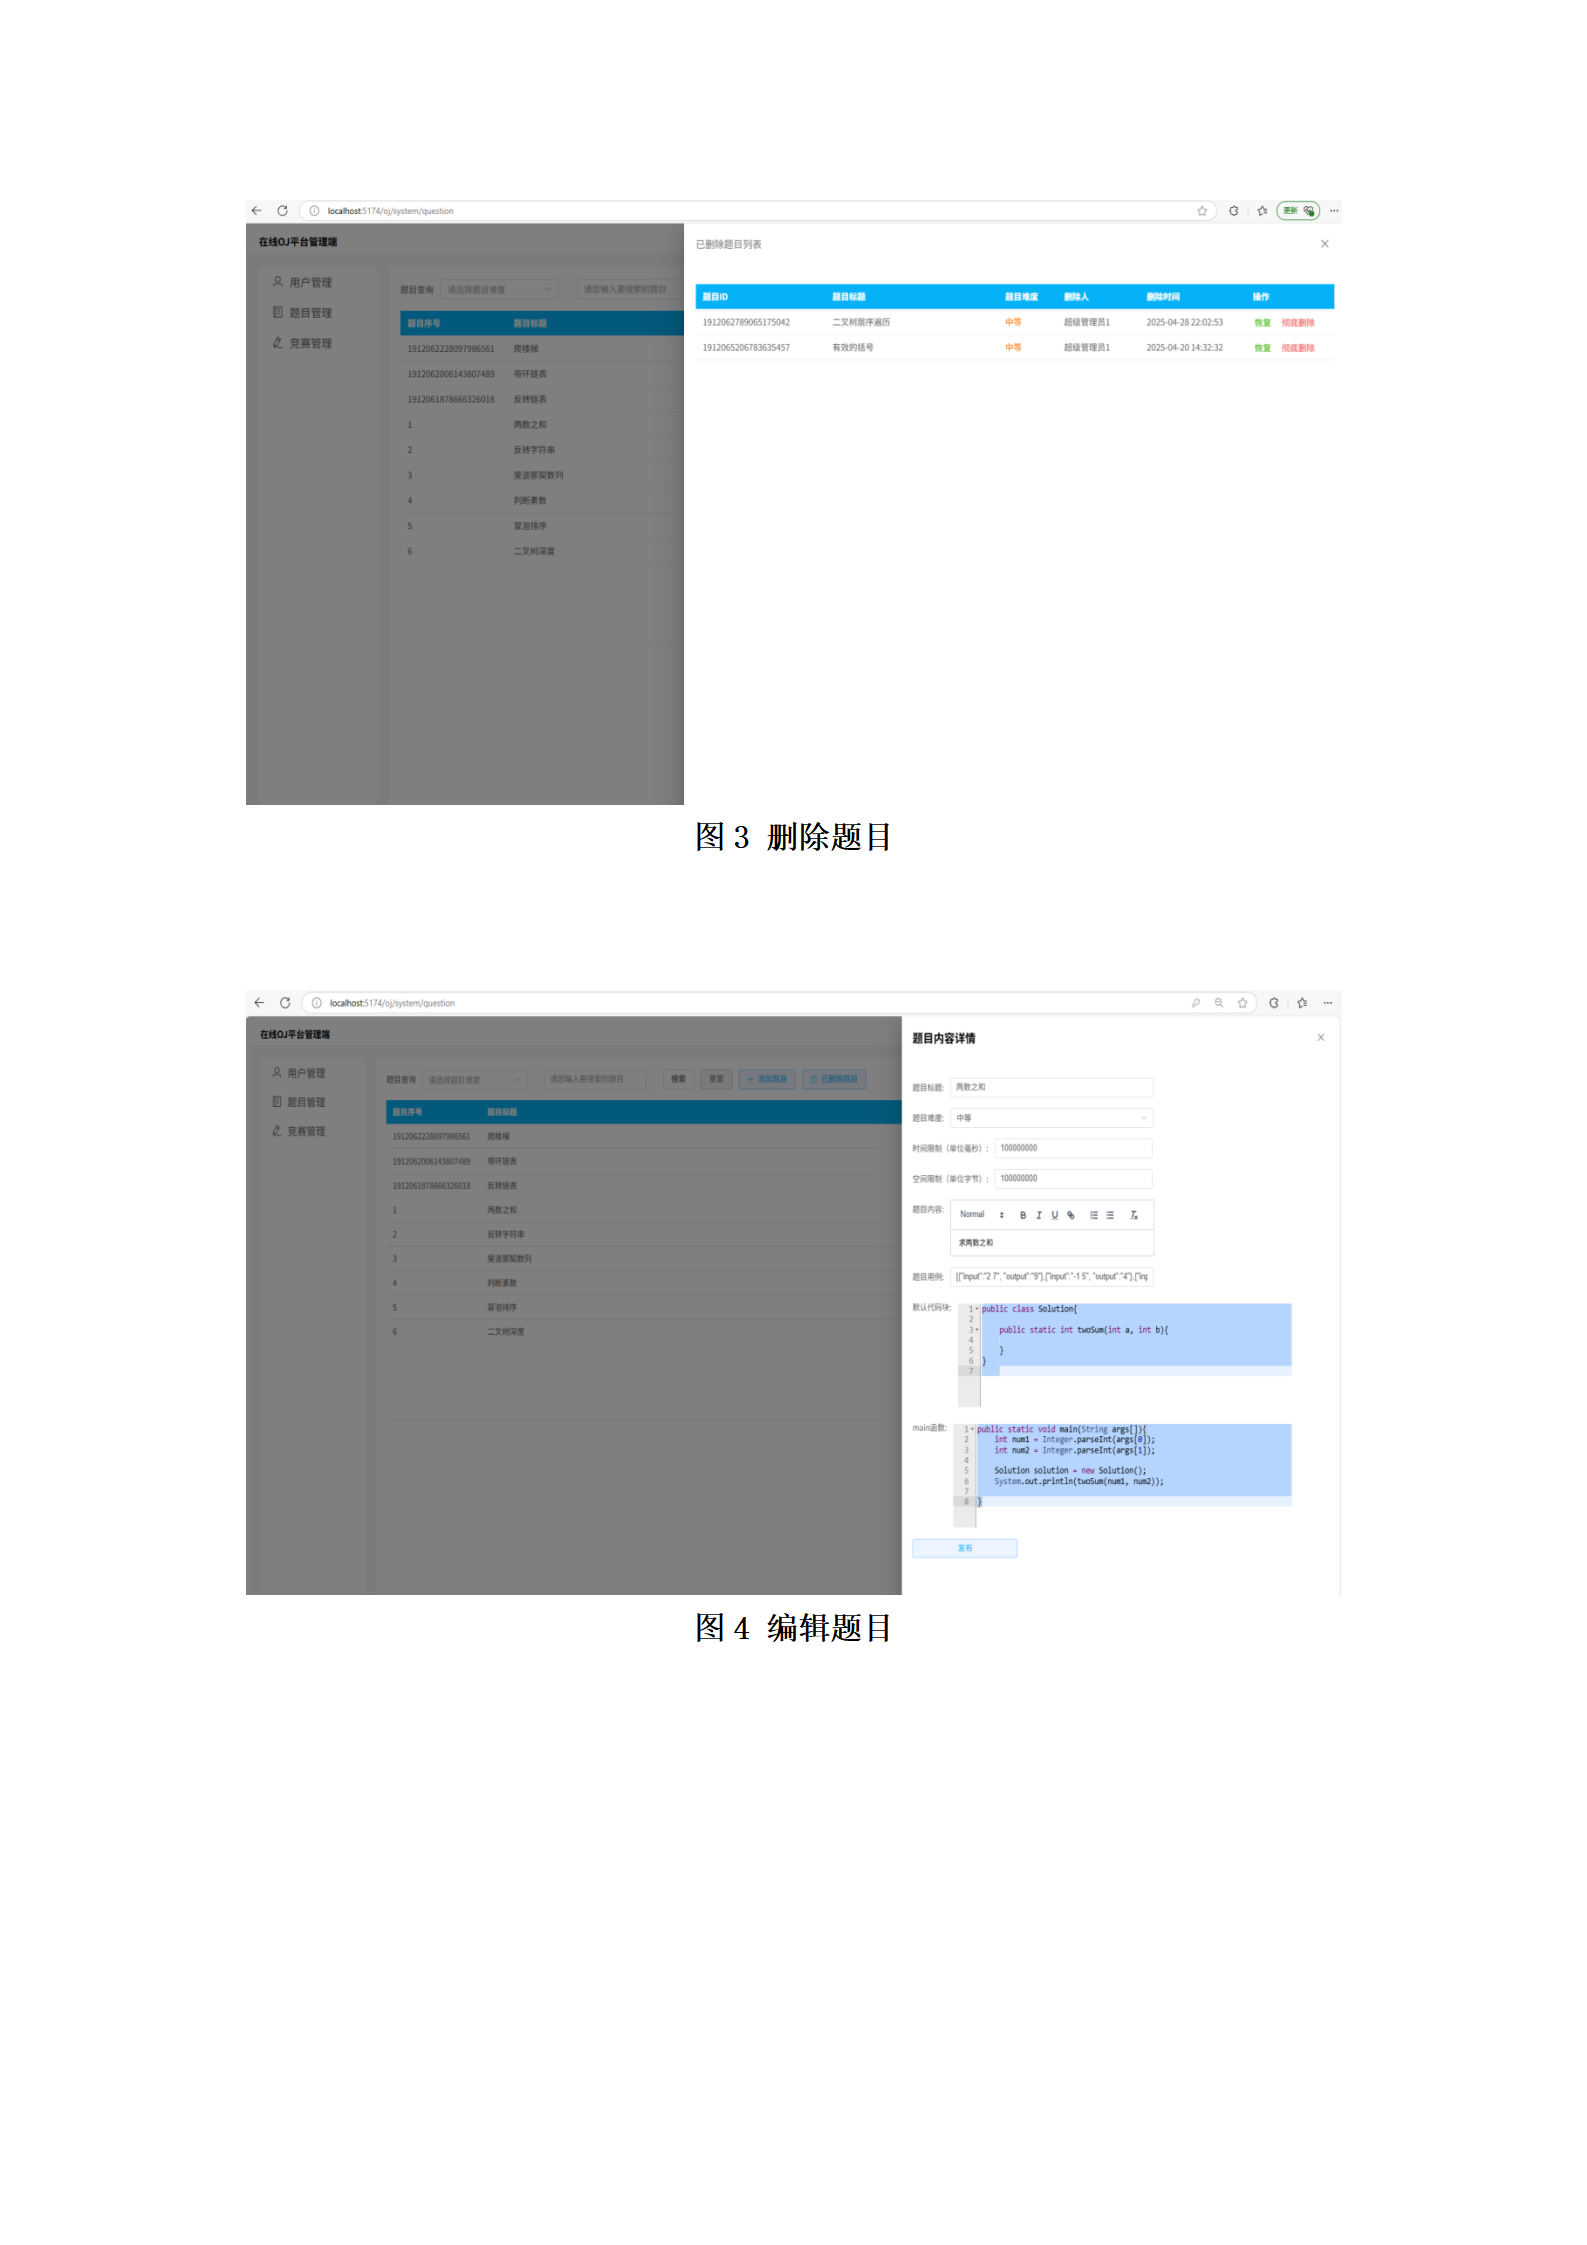 localhost:5174/oj/system/question
更新
在线OJ平台管理端
用户管理
题目管理
竞赛管理
题目查询 请选择题目难度 请您输入要搜索的题目
题目序号 题目标题
1912062228097986561 爬楼梯
1912062006143807489 带环链表
1912061878666326018 反转链表
1 两数之和
2 反转字符串
3 斐波那契数列
4 判断素数
5 冒泡排序
6 二叉树深度
已删除题目列表
题目ID 题目标题 题目难度 删除人 删除时间 操作
1912062789065175042 二叉树层序遍历 中等 超级管理员1 2025-04-28 22:02:53 恢复 彻底删除
1912065206783635457 有效的括号 中等 超级管理员1 2025-04-20 14:32:32 恢复 彻底删除
图 3 删除题目
localhost:5174/oj/system/question
在线OJ平台管理端
用户管理
题目管理
竞赛管理
题目查询 请选择题目难度 请您输入要搜索的题目 搜索 重置 + 添加题目 已删除题目
题目序号 题目标题
1912062228097986561 爬楼梯
1912062006143807489 带环链表
1912061878666326018 反转链表
1 两数之和
2 反转字符串
3 斐波那契数列
4 判断素数
5 冒泡排序
6 二叉树深度
题目内容详情
题目标题: 两数之和
题目难度: 中等
时间限制（单位毫秒）: 100000000
空间限制（单位字节）: 100000000
题目内容: Normal B I U
求两数之和
题目用例: [{"input":"2 7", "output":"9"},{"input":"-1 5", "output":"4"},{"inp
默认代码块:
1 public class Solution{
2
3 public static int twoSum(int a, int b){
4
5 }
6 }
7
main函数:
1 public static void main(String args[]){
2 int num1 = Integer.parseInt(args[0]);
3 int num2 = Integer.parseInt(args[1]);
4
5 Solution solution = new Solution();
6 System.out.println(twoSum(num1, num2));
7
8 }
发布
图 4 编辑题目